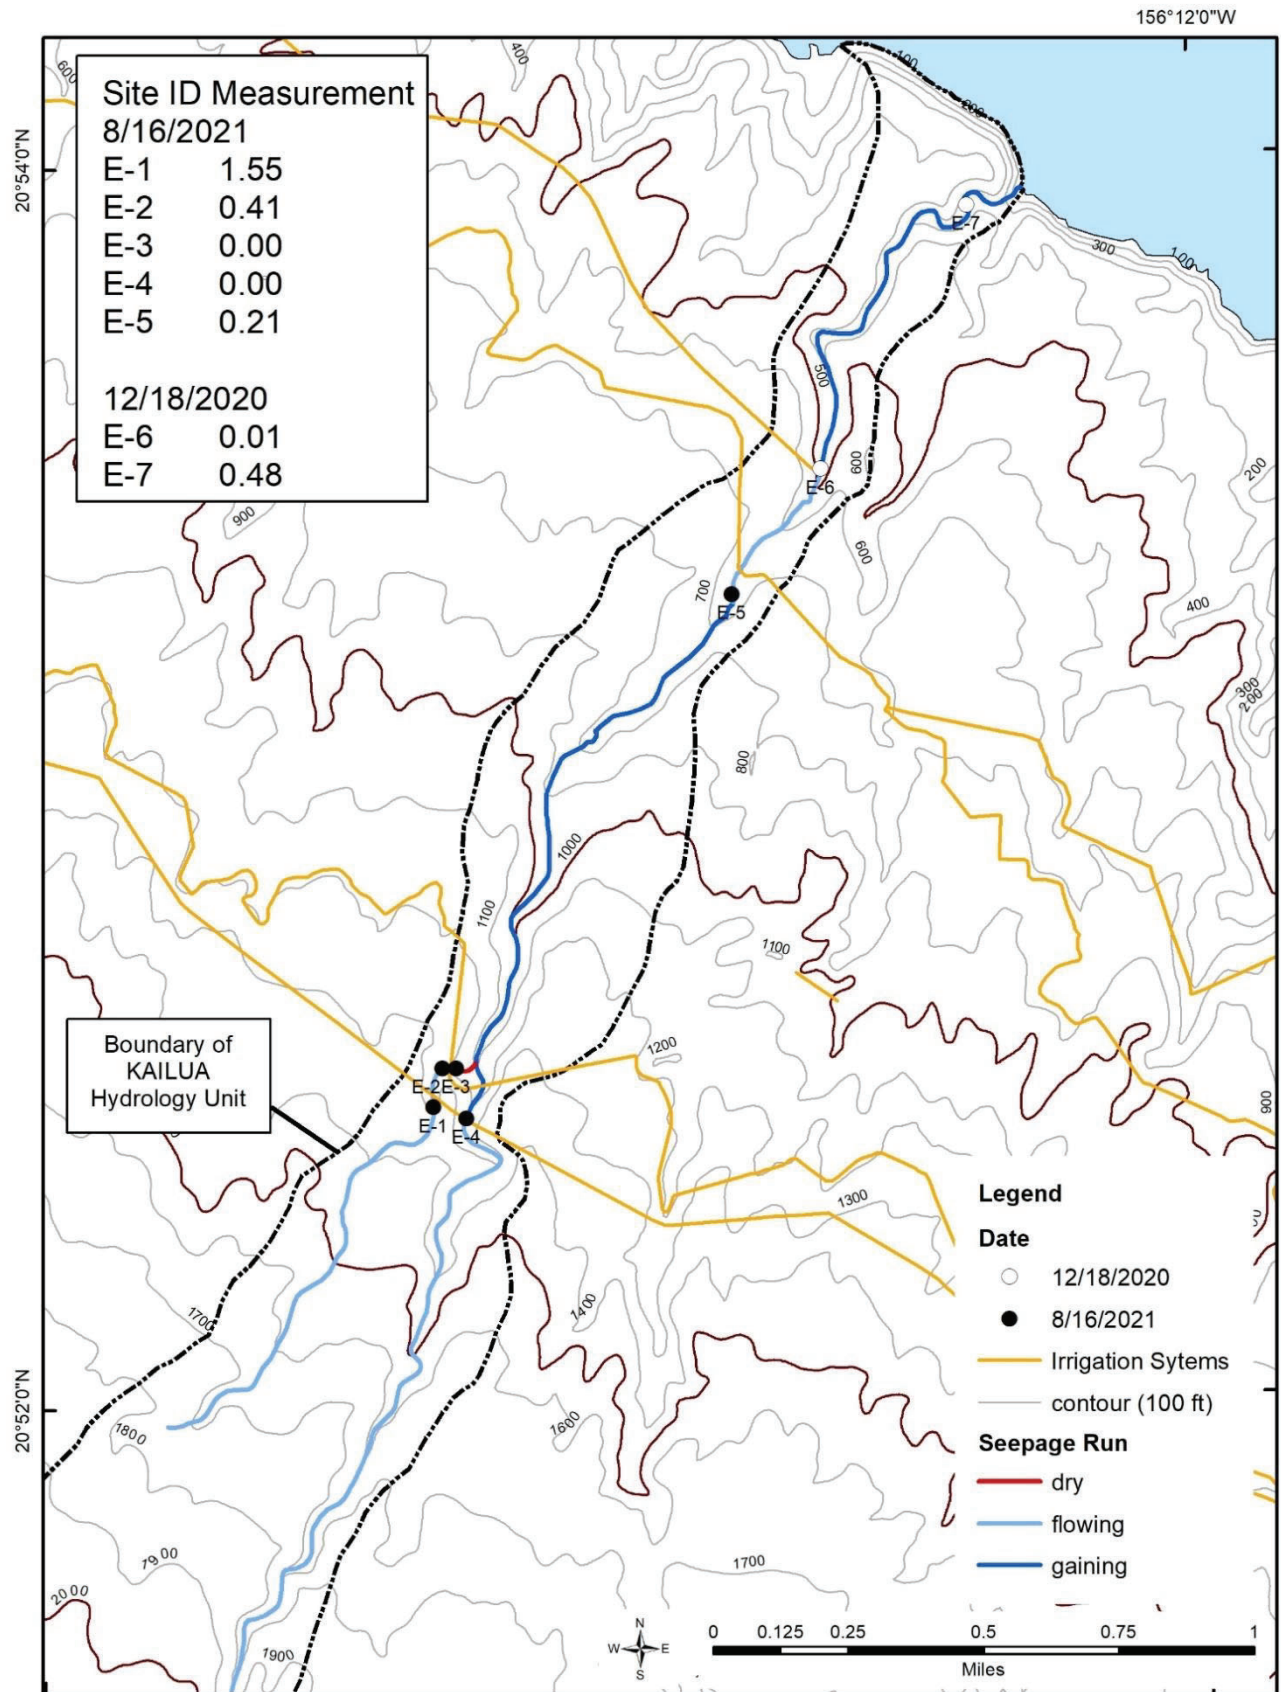 156°12'0"W
20°54'0"N
20°52'0"N
Site ID Measurement
8/16/2021
E-1 1.55
E-2 0.41
E-3 0.00
E-4 0.00
E-5 0.21
12/18/2020
E-6 0.01
E-7 0.48
600
400
100
200
E-7
300
100
500
600
E-6
200
900
600
700
E-5
400
300
200
800
1000
1100
1100
1200
Boundary of
KAILUA
Hydrology Unit
E-2
E-3
E-1
E-4
900
1300
1400
1700
1800
1600
1900
1700
2000
1900
Legend
Date
12/18/2020
8/16/2021
Irrigation Sytems
contour (100 ft)
Seepage Run
dry
flowing
gaining
N
W E
S
0 0.125 0.25 0.5 0.75 1
Miles